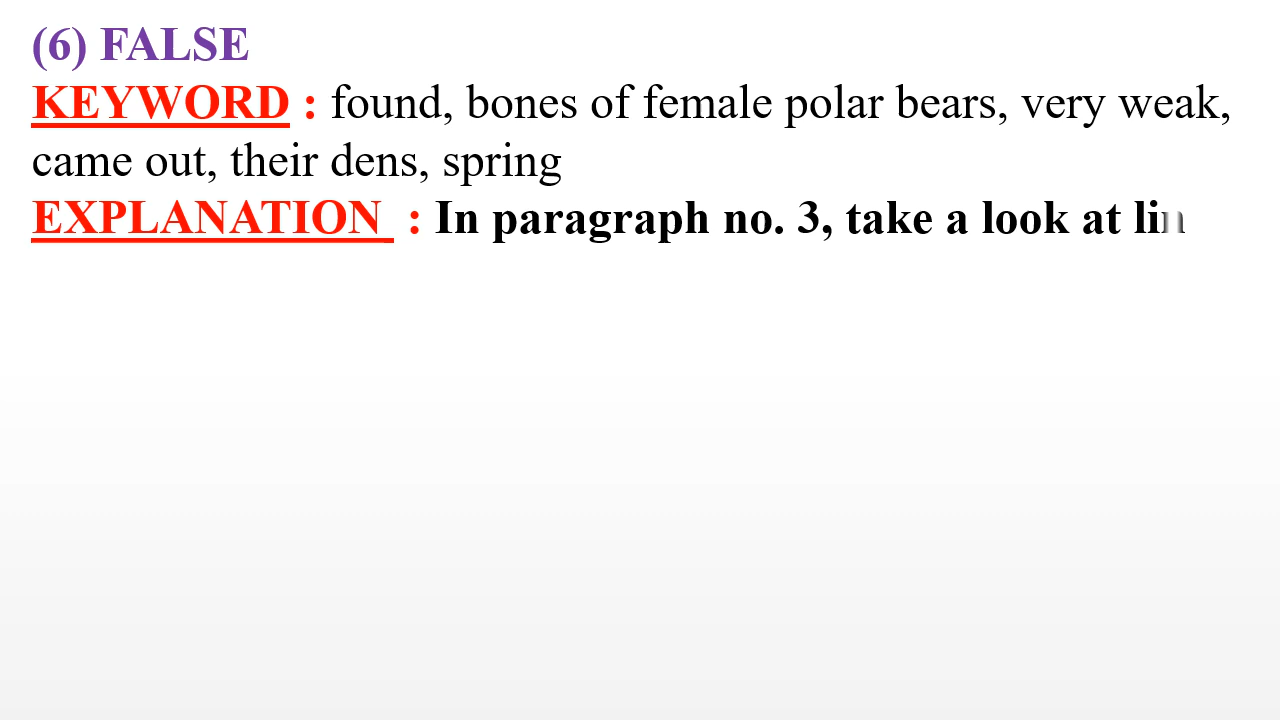 (6) FALSE
KEYWORD : found, bones of female polar bears, very weak,
came out, their dens, spring
EXPLANATION : In paragraph no. 3, take a look at lin